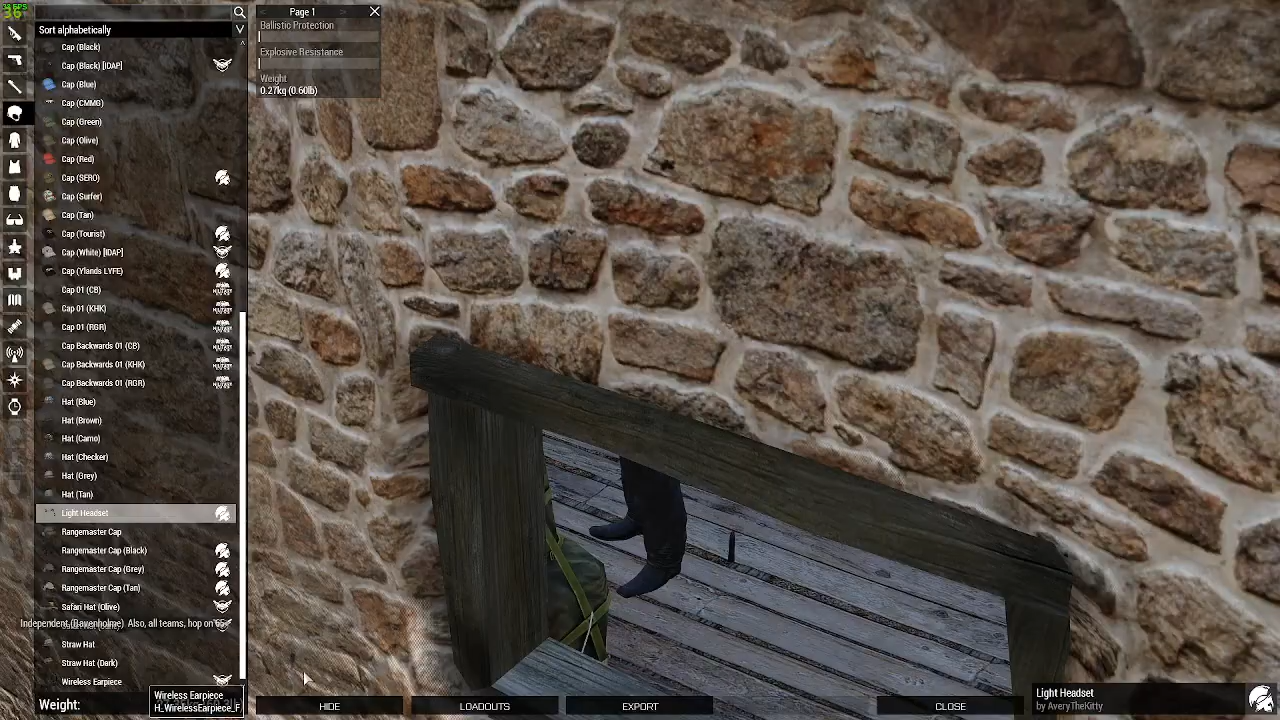 FPS
36
Sort alphabetically
Cap (Black)
Cap (Black) [IDAP]
Cap (Blue)
Cap (CMMG)
Cap (Green)
Cap (Olive)
Cap (Red)
Cap (SERO)
Cap (Surfer)
Cap (Tan)
Cap (Tourist)
Cap (White) [IDAP]
Cap (Ylands LYFE)
Cap 01 (CB)
Cap 01 (KHK)
Cap 01 (RGR)
Cap Backwards 01 (CB)
Cap Backwards 01 (KHK)
Cap Backwards 01 (RGR)
Hat (Blue)
Hat (Brown)
Hat (Camo)
Hat (Checker)
Hat (Grey)
Hat (Tan)
Light Headset
Rangemaster Cap
Rangemaster Cap (Black)
Rangemaster Cap (Grey)
Rangemaster Cap (Tan)
Safari Hat (Olive)
Also, all teams, hop on
Straw Hat
Straw Hat (Dark)
Wireless Earpiece
Weight:
Wireless Earpiece
H_WirelessEarpiece_F
Page 1
Ballistic Protection
Explosive Resistance
Weight
0.27kg (0.60lb)
HIDE
LOADOUTS
EXPORT
CLOSE
Light Headset
by AveryTheKitty